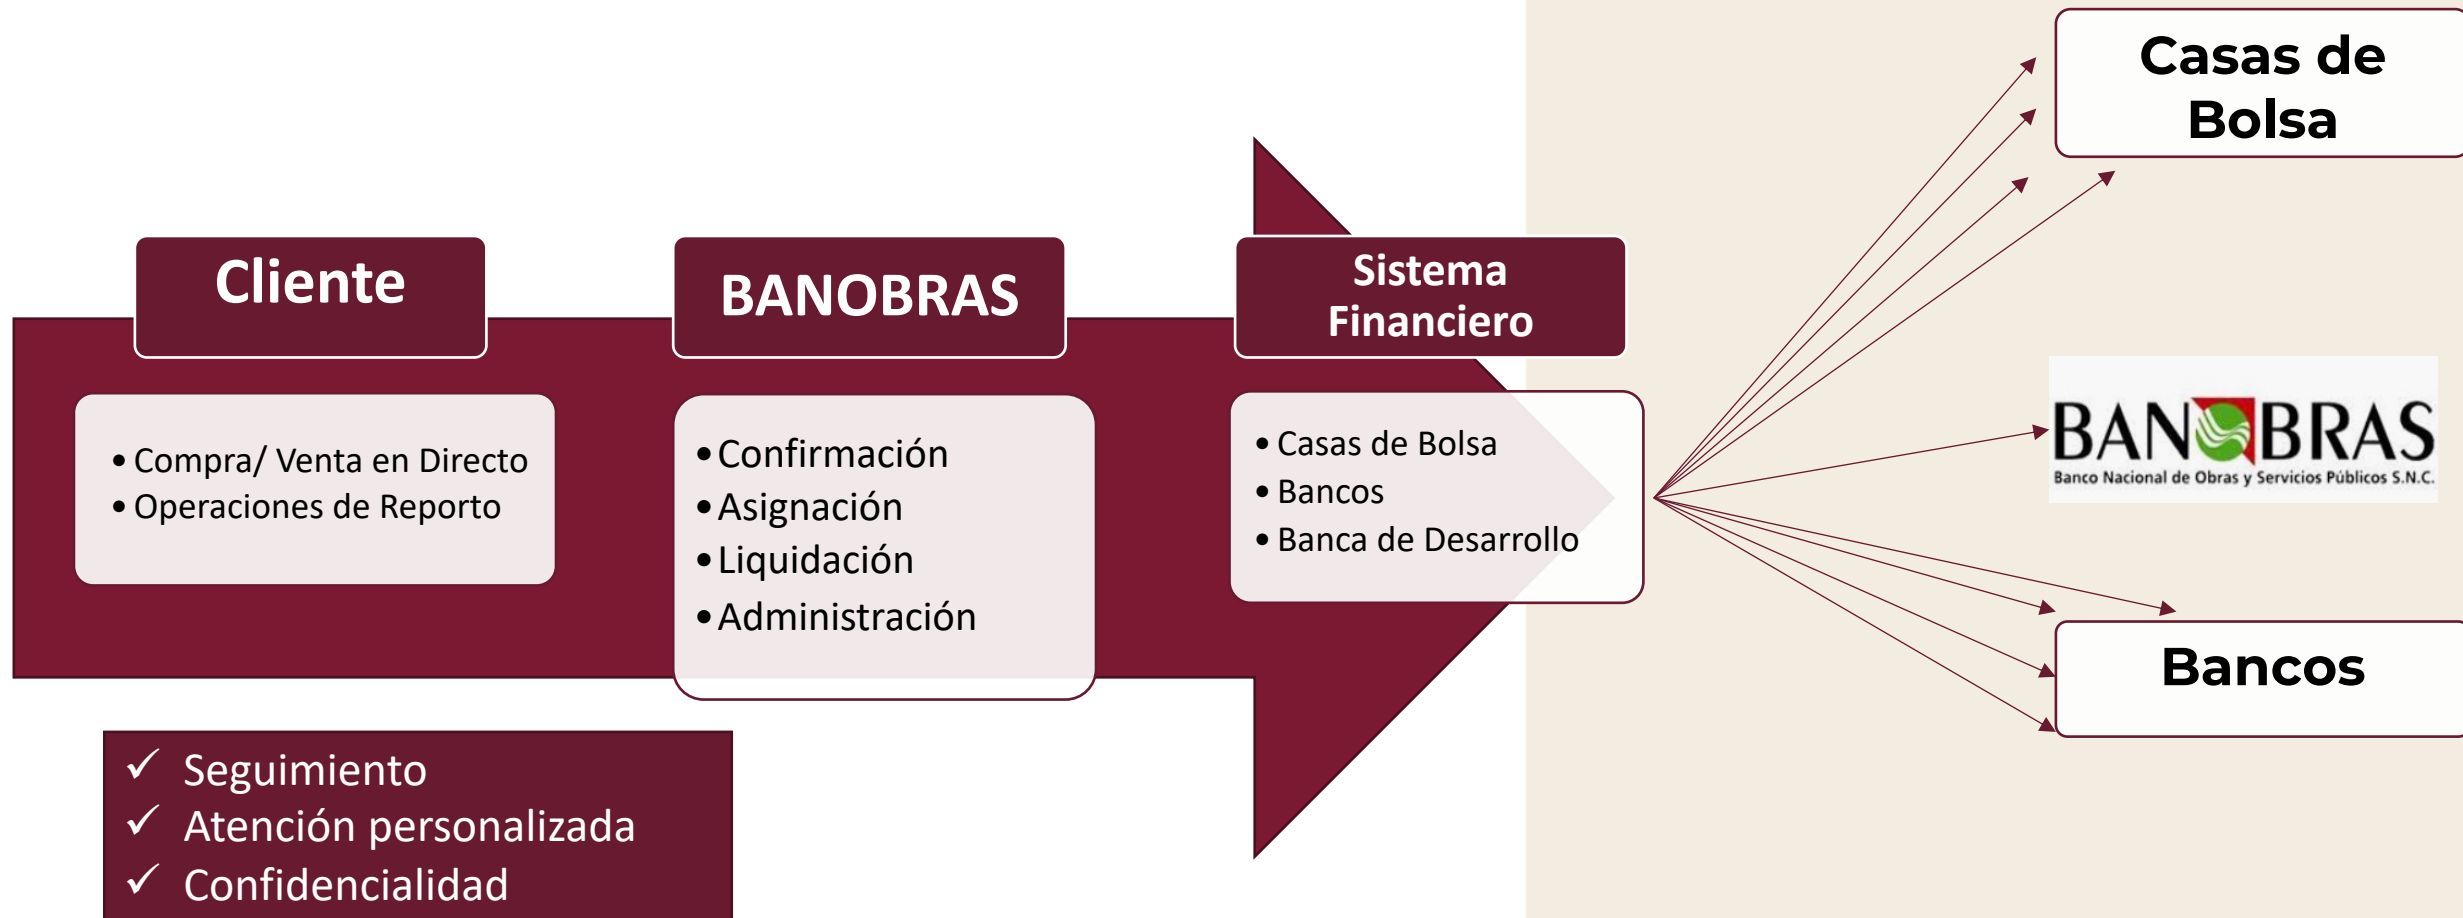 Cliente
• Compra/ Venta en Directo
• Operaciones de Reporto
BANOBRAS
• Confirmación
• Asignación
• Liquidación
• Administración
Sistema
Financiero
• Casas de Bolsa
• Bancos
• Banca de Desarrollo
✓ Seguimiento
✓ Atención personalizada
✓ Confidencialidad
Casas de
Bolsa
BANOBRAS
Banco Nacional de Obras y Servicios Públicos S.N.C.
Bancos